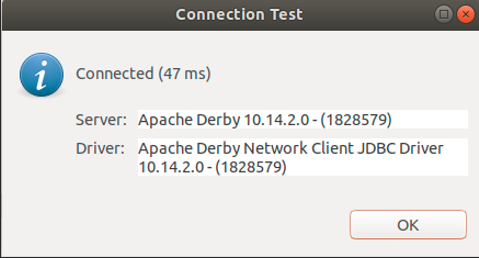 Connection Test
Connected (47 ms)
Server: Apache Derby 10.14.2.0 - (1828579)
Driver: Apache Derby Network Client JDBC Driver
10.14.2.0 - (1828579)
OK